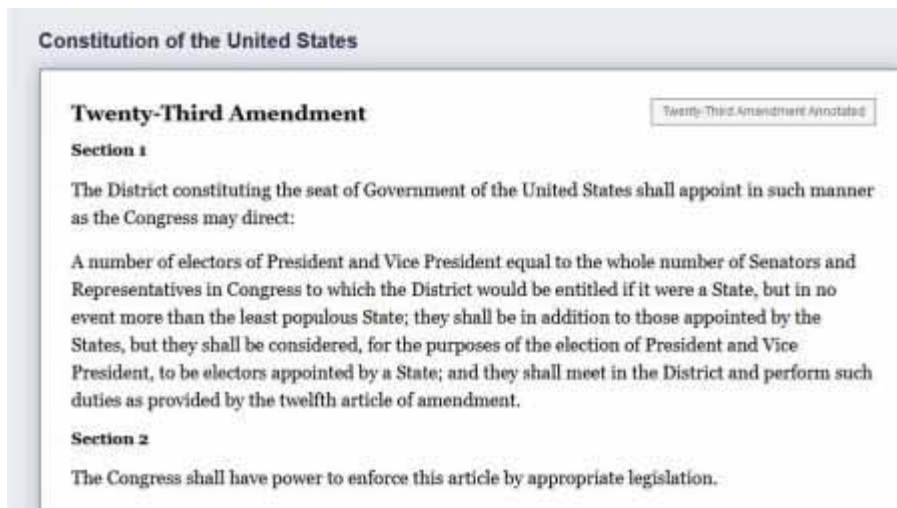 Constitution of the United States
Twenty-Third Amendment
Twenty-Third Amendment Annotated
Section 1
The District constituting the seat of Government of the United States shall appoint in such manner
as the Congress may direct:
A number of electors of President and Vice President equal to the whole number of Senators and
Representatives in Congress to which the District would be entitled if it were a State, but in no
event more than the least populous State; they shall be in addition to those appointed by the
States, but they shall be considered, for the purposes of the election of President and Vice
President, to be electors appointed by a State; and they shall meet in the District and perform such
duties as provided by the twelfth article of amendment.
Section 2
The Congress shall have power to enforce this article by appropriate legislation.